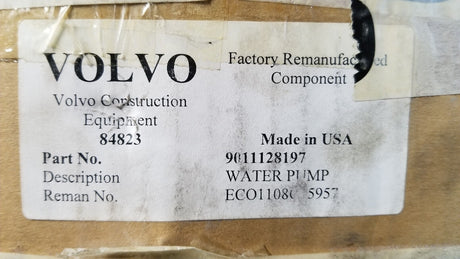 VOLVO
Factory Remanufactured
Component
Volvo Construction
Equipment
84823
Made in USA
Part No. 9011128197
Description WATER PUMP
Reman No.